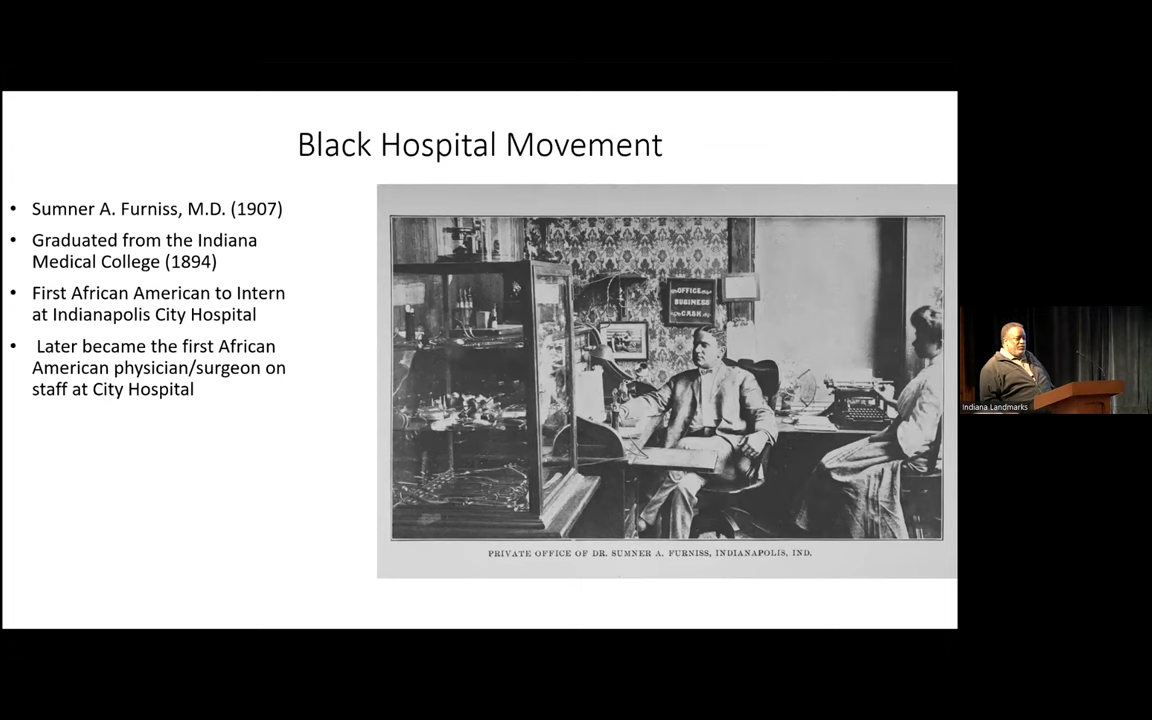 Black Hospital Movement
• Sumner A. Furniss, M.D. (1907)
• Graduated from the Indiana
Medical College (1894)
• First African American to Intern
at Indianapolis City Hospital
• Later became the first African
American physician/surgeon on
staff at City Hospital
OFFICE
BUSINESS
CASH
PRIVATE OFFICE OF DR. SUMNER A. FURNISS, INDIANAPOLIS, IND.
Indiana Landmarks